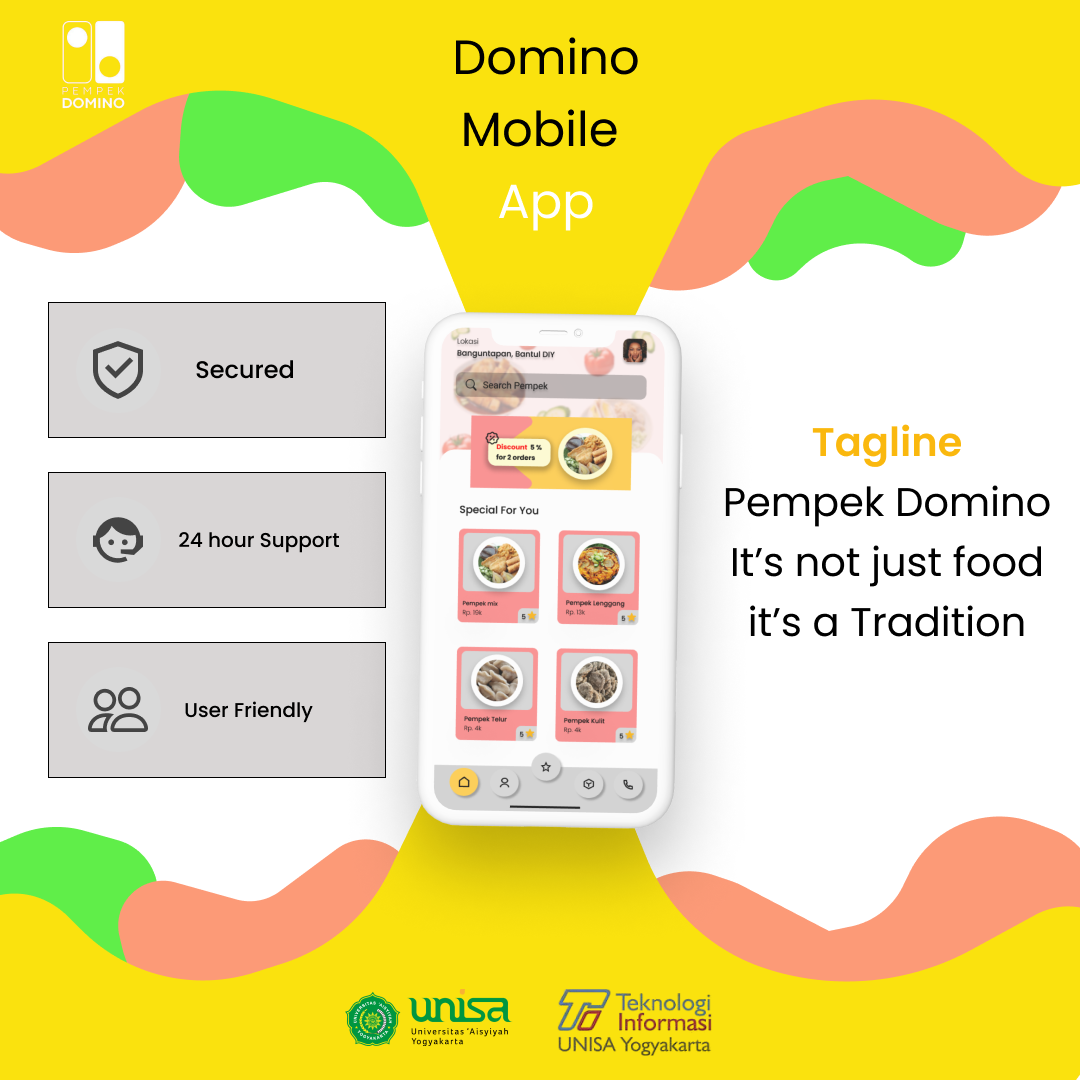 PEMPEK
DOMINO
Domino
Mobile
App
Secured
24 hour Support
User Friendly
Lokasi
Banguntapan, Bantul DIY
Search Pempek
Discount 5 %
for 2 orders
Special For You
Pempek mix
Rp. 16k
5
Pempek Lenggang
Rp. 13k
5
Pempek Telur
Rp. 4k
5
Pempek Kulit
Rp. 4k
5
Tagline
Pempek Domino
It’s not just food
it’s a Tradition
unisa
Universitas 'Aisyiyah
Yogyakarta
Teknologi
Informasi
UNISA Yogyakarta